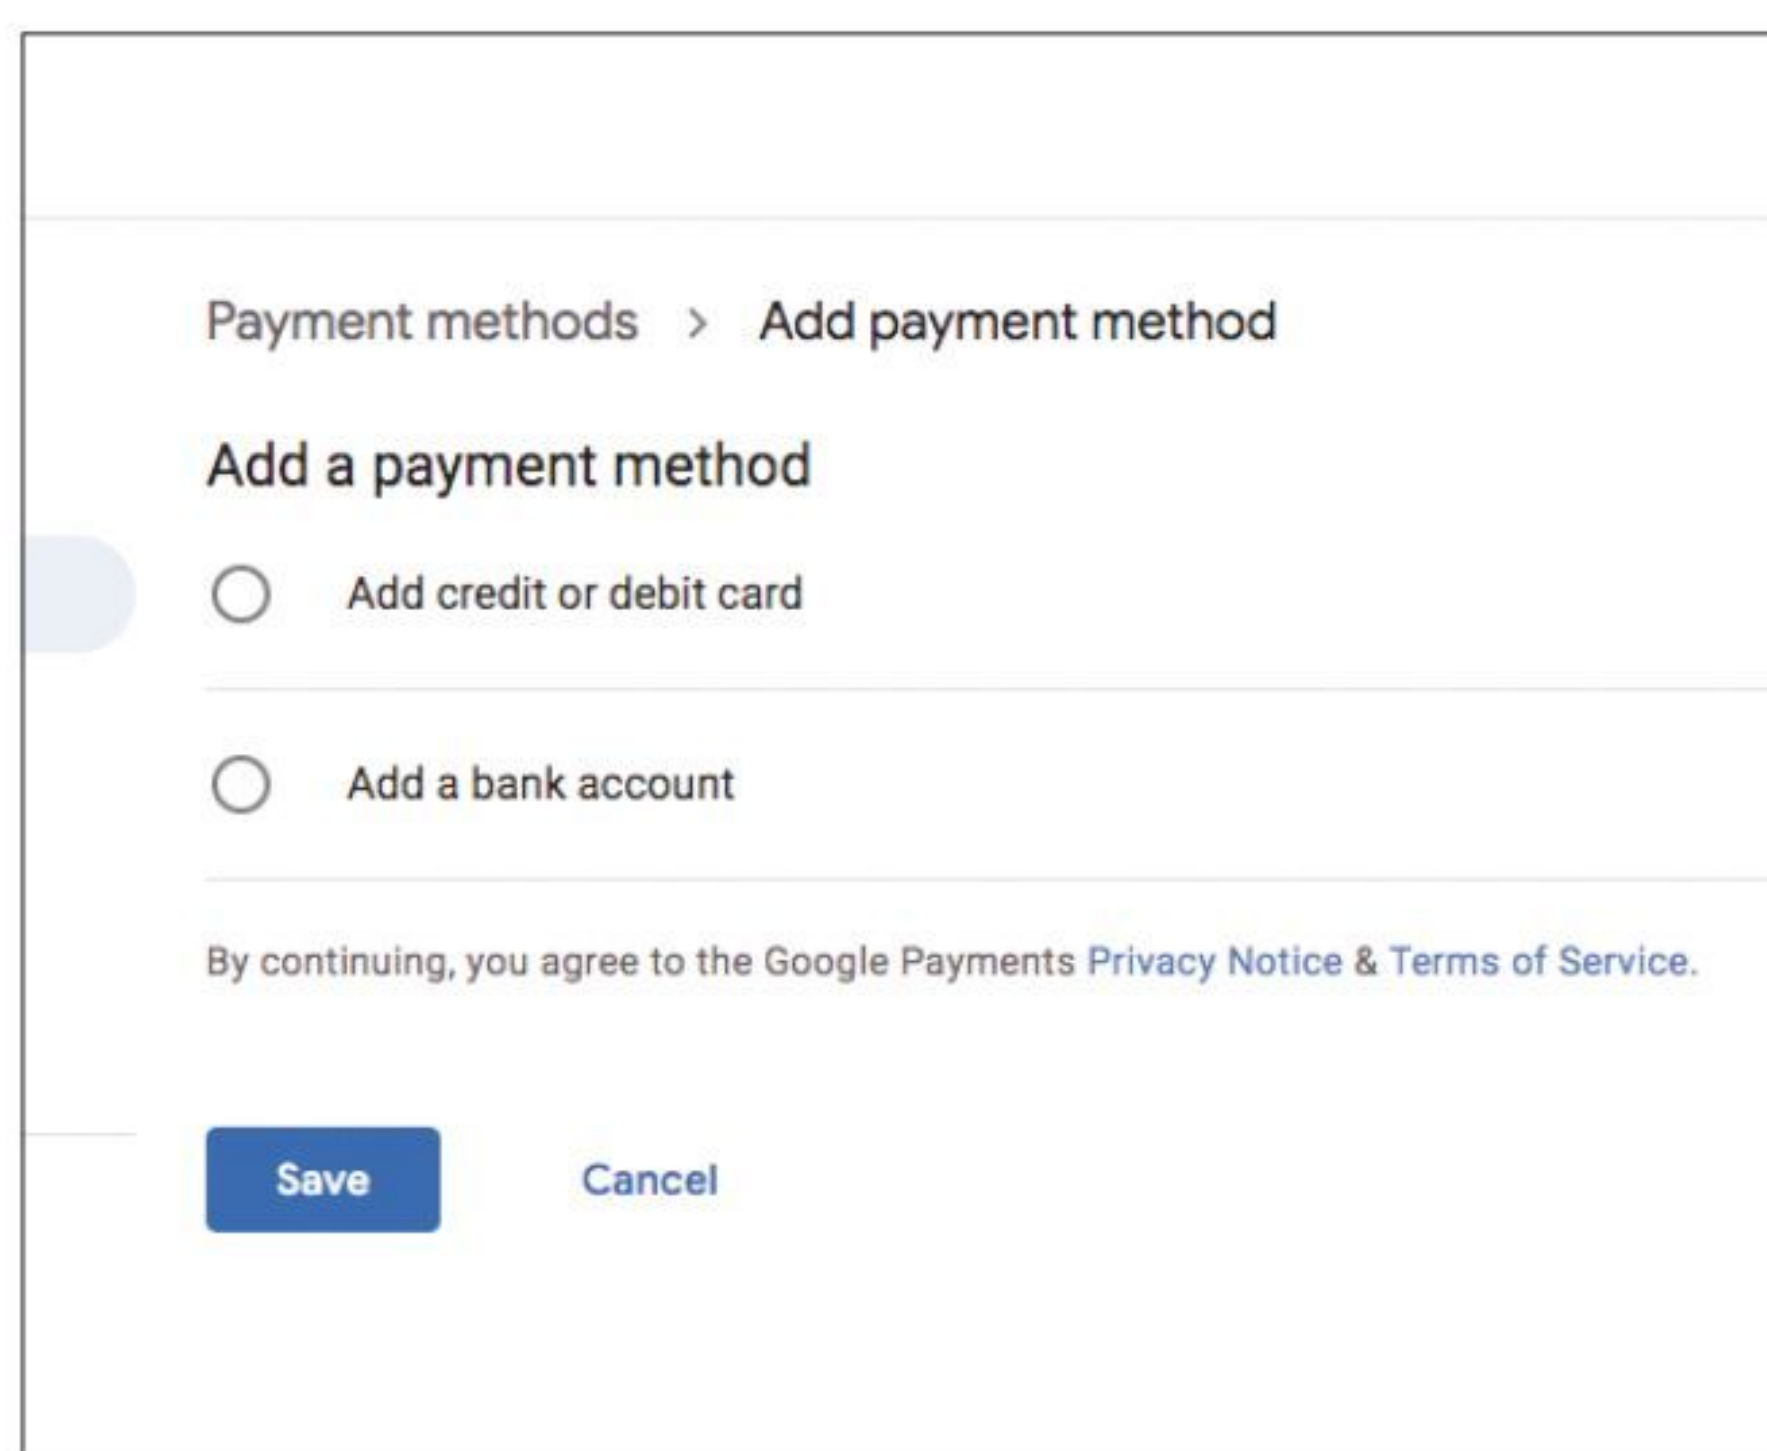 Payment methods > Add payment method
Add a payment method
Add credit or debit card
Add a bank account
By continuing, you agree to the Google Payments Privacy Notice & Terms of Service.
Save Cancel